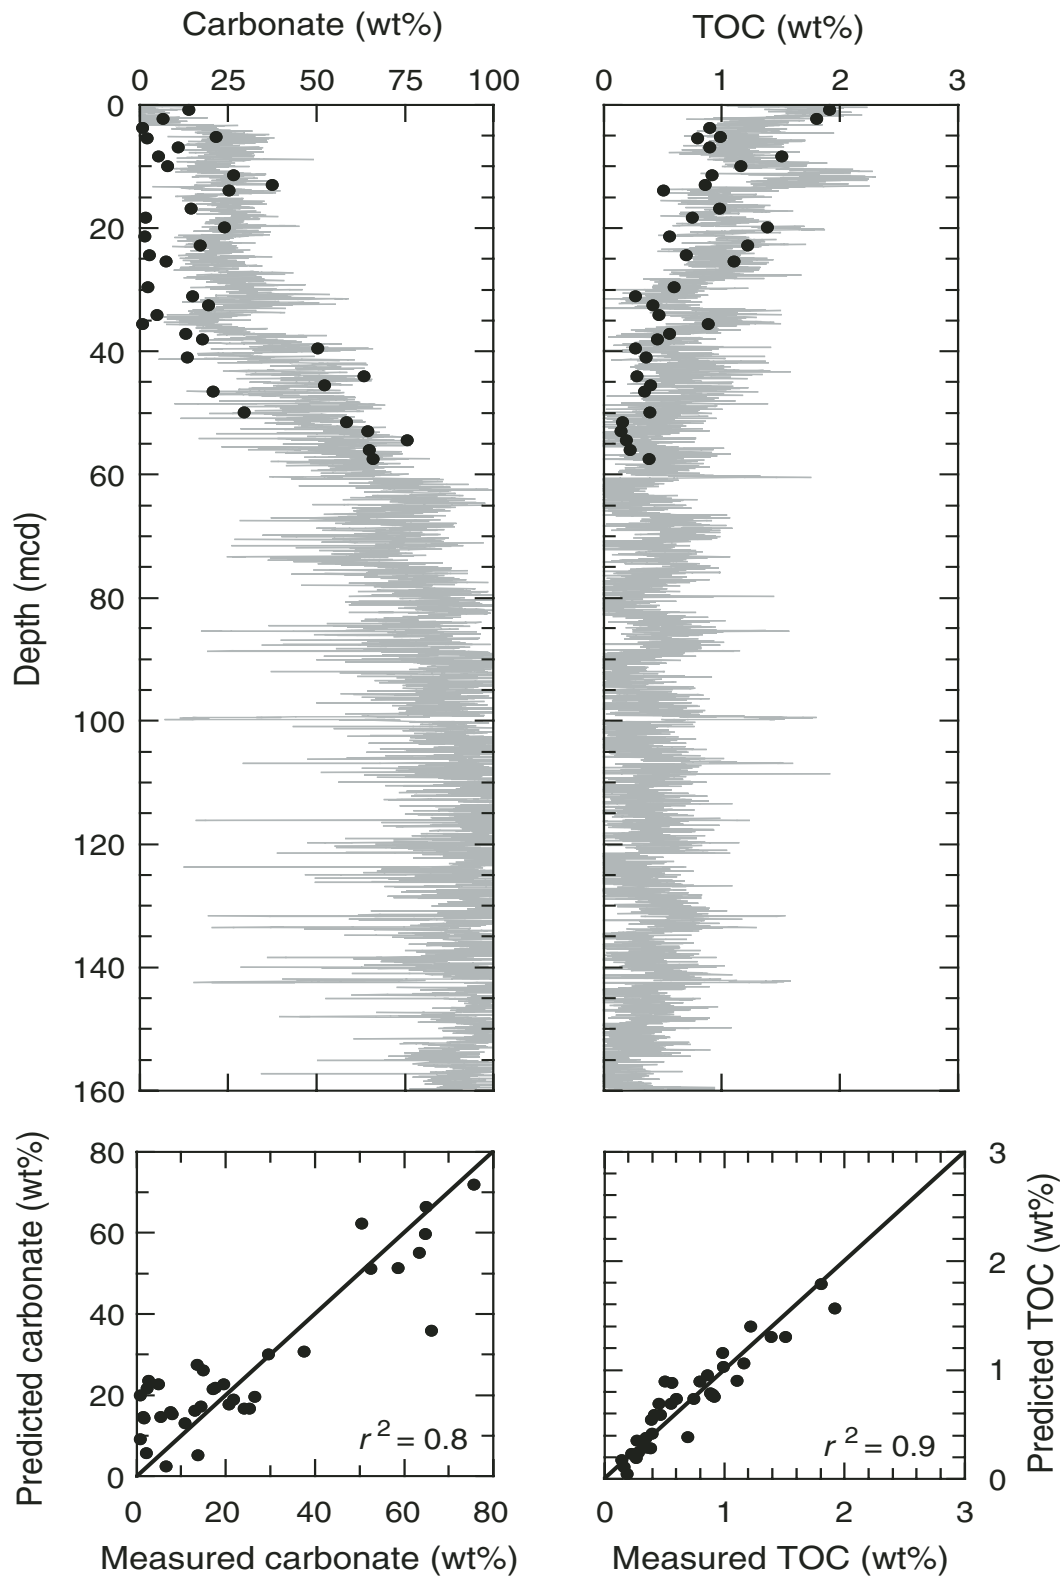 Carbonate (wt%) TOC (wt%)
0 25 50 75 100 0 1 2 3
0
20
40
60
80
100
120
140
160
Depth (mcd)
80 3
60
2
40
1
20
0 0
r² = 0.8 r² = 0.9
Predicted carbonate (wt%)
Predicted TOC (wt%)
0 20 40 60 80 0 1 2 3
Measured carbonate (wt%) Measured TOC (wt%)